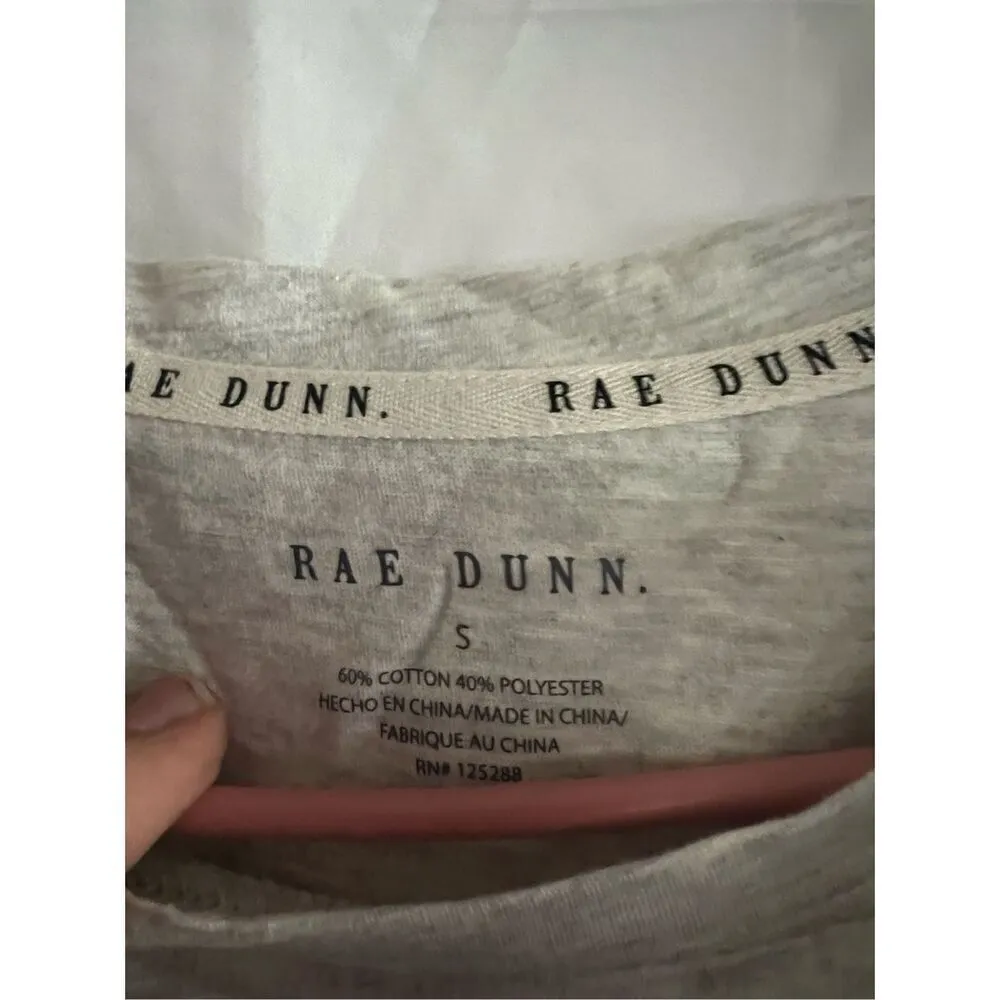 AE DUNN. RAE DUNN
RAE DUNN.
S
60% COTTON 40% POLYESTER
HECHO EN CHINA/MADE IN CHINA/
FABRIQUE AU CHINA
RN# 125288